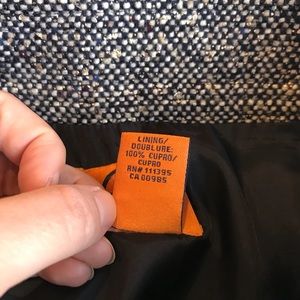 LINING/
DOUBLURE:
100% CUPRO/
CUPRO
RN# 111395
CA 00985